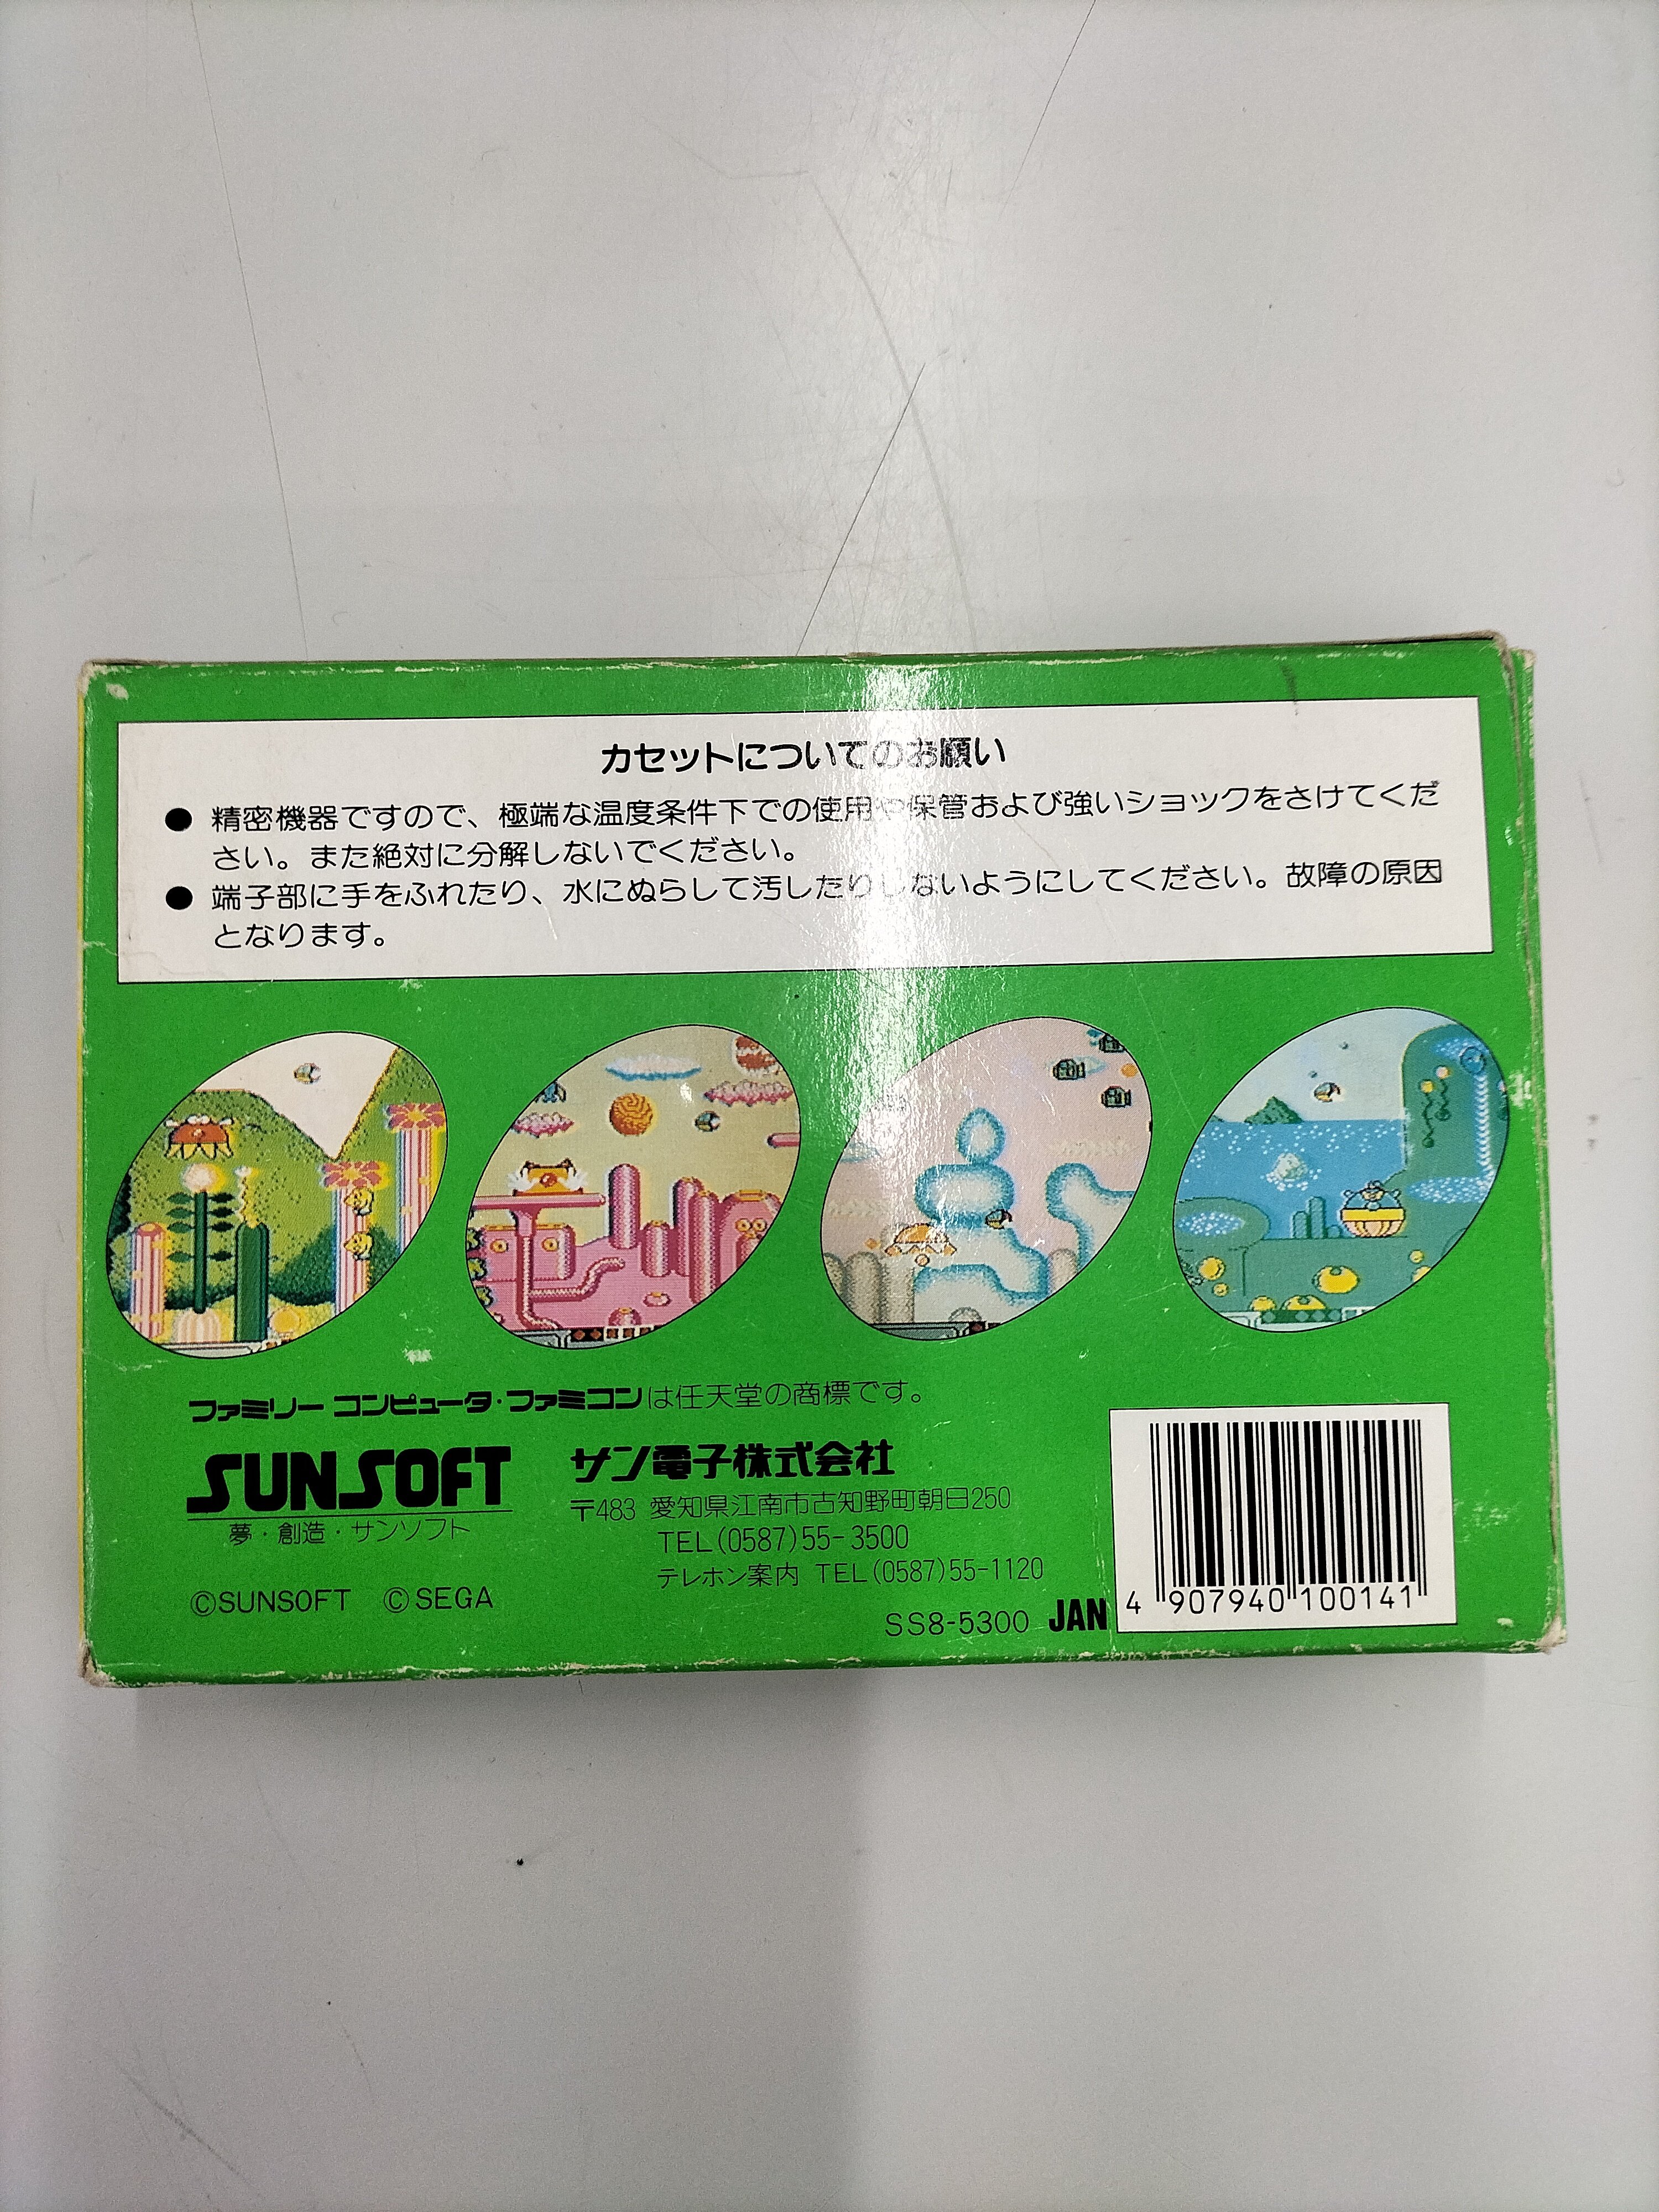 カセットについてのお願い
● 精密機器ですので、極端な温度条件下での使用や保管および強いショックをさけてくだ
さい。また絶対に分解しないでください。
● 端子部に手をふれたり、水にぬらして汚したりしないようにしてください。故障の原因
となります。
ファミリー コンピュータ・ファミコンは任天堂の商標です。
SUNSOFT
夢・創造・サンソフト
サン電子株式会社
〒483 愛知県江南市古知野町朝日250
TEL(0587)55-3500
テレホン案内 TEL(0587)55-1120
©SUNSOFT ©SEGA
SS8-5300 JAN
4 907940 100141